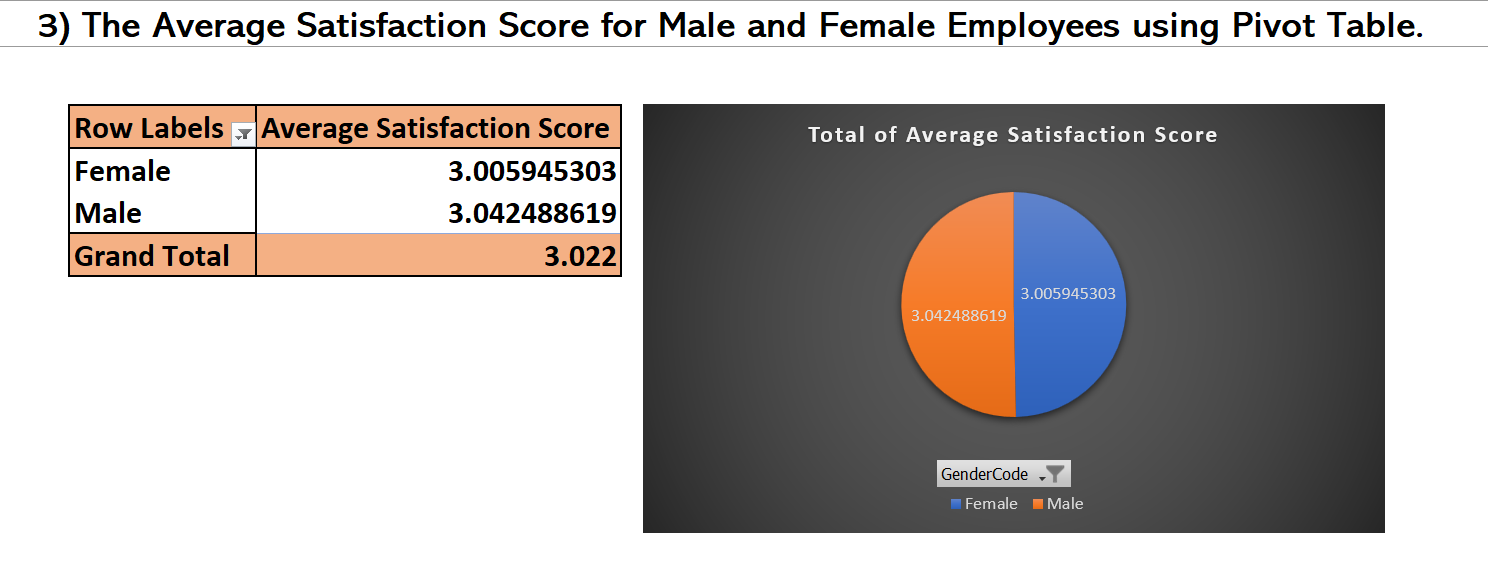 3) The Average Satisfaction Score for Male and Female Employees using Pivot Table.
Row Labels Average Satisfaction Score
Female 3.005945303
Male 3.042488619
Grand Total 3.022
Total of Average Satisfaction Score
3.005945303
3.042488619
GenderCode
Female Male